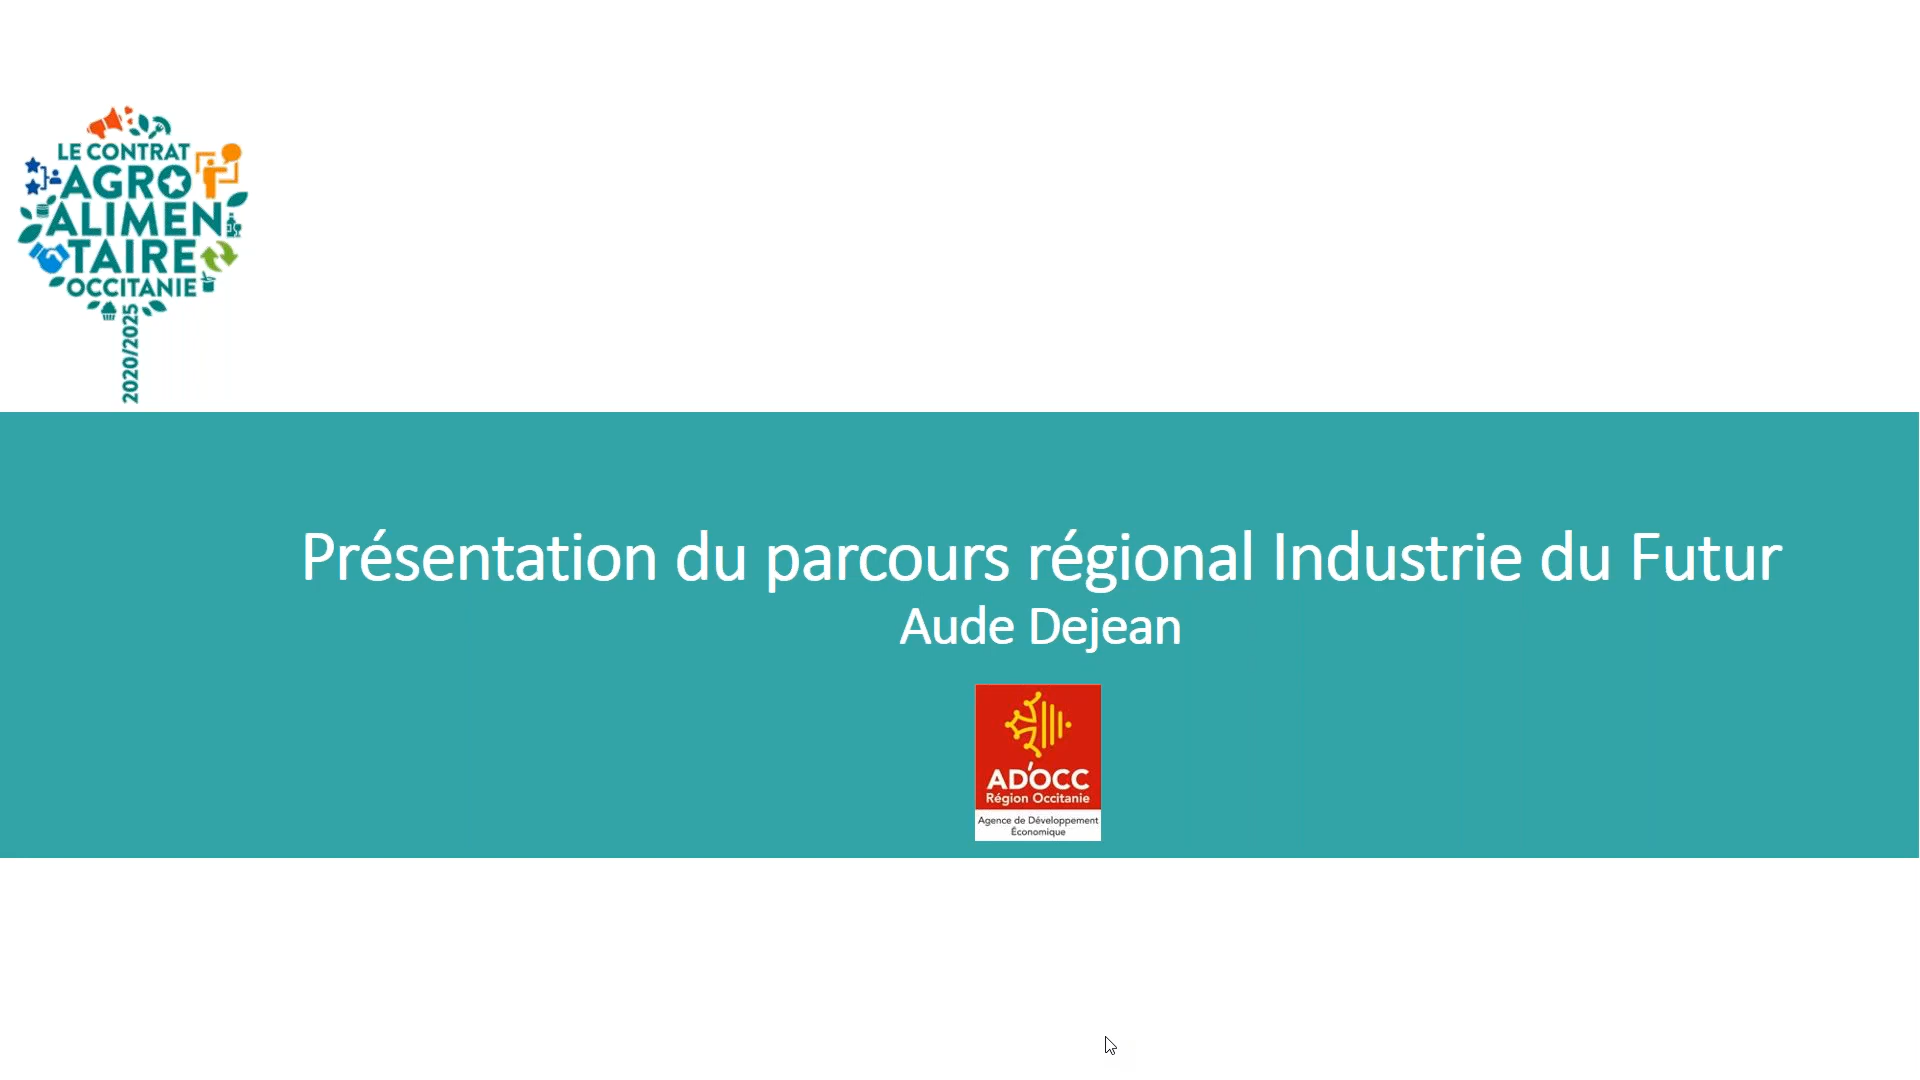 LE CONTRAT
AGRO
ALIMEN
TAIRE
OCCITANIE
2020/2025
Présentation du parcours régional Industrie du Futur
Aude Dejean
AD'OCC
Région Occitanie
Agence de Développement
Économique